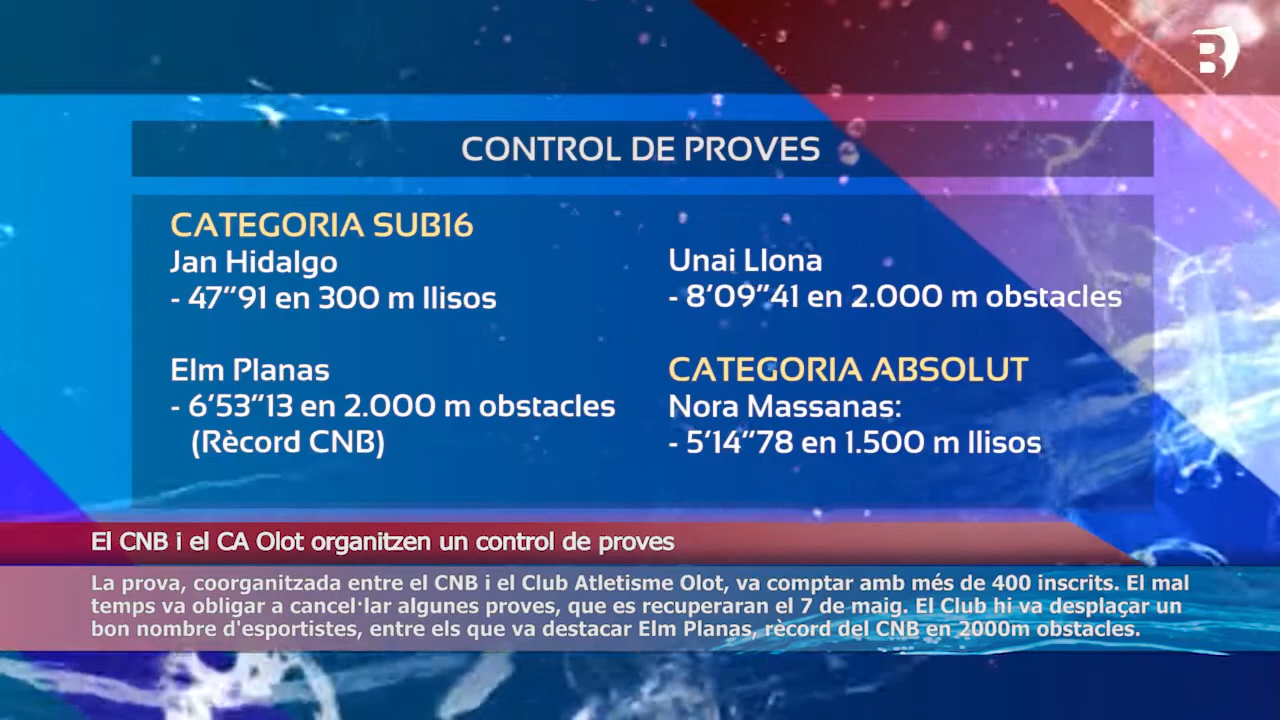 B
CONTROL DE PROVES
CATEGORIA SUB16
Jan Hidalgo
- 47"91 en 300 m llisos
Elm Planas
- 6'53"13 en 2.000 m obstacles
(Rècord CNB)
Unai Llona
- 8'09"41 en 2.000 m obstacles
CATEGORIA ABSOLUT
Nora Massanas:
- 5'14"78 en 1.500 m llisos
El CNB i el CA Olot organitzen un control de proves
La prova, coorganitzada entre el CNB i el Club Atletisme Olot, va comptar amb més de 400 inscrits. El mal
temps va obligar a cancel·lar algunes proves, que es recuperaran el 7 de maig. El Club hi va desplaçar un
bon nombre d'esportistes, entre els que va destacar Elm Planas, rècord del CNB en 2000m obstacles.